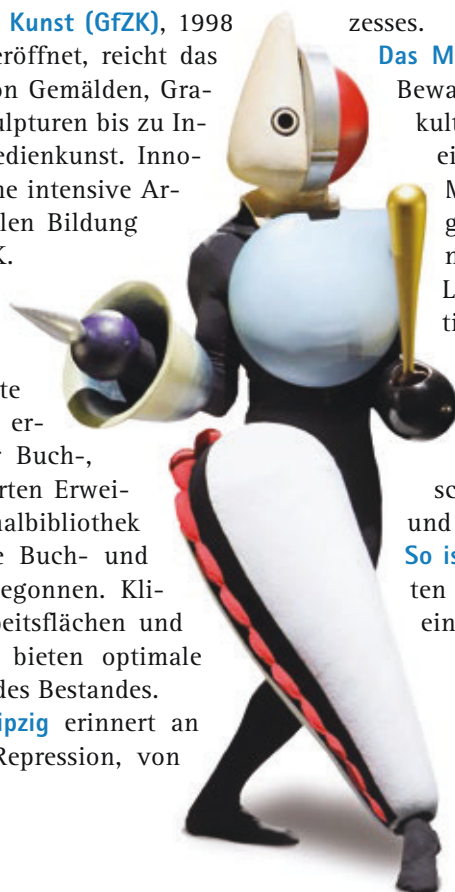 Kunst (GfZK), 1998
eröffnet, reicht das
on Gemälden, Gra-
ulpturen bis zu In-
edienkunst. Inno-
ne intensive Ar-
len Bildung
K.
te
er-
r Buch-,
rten Erwei-
nalbibliothek
e Buch- und
egonnen. Kli-
beitsflächen und
bieten optimale
des Bestandes.
ipzig erinnert an
Repression, von
zesses.
Das M
Bewa
kult
ei
M
g
n
L
ti
sc
und
So is
ten
ein